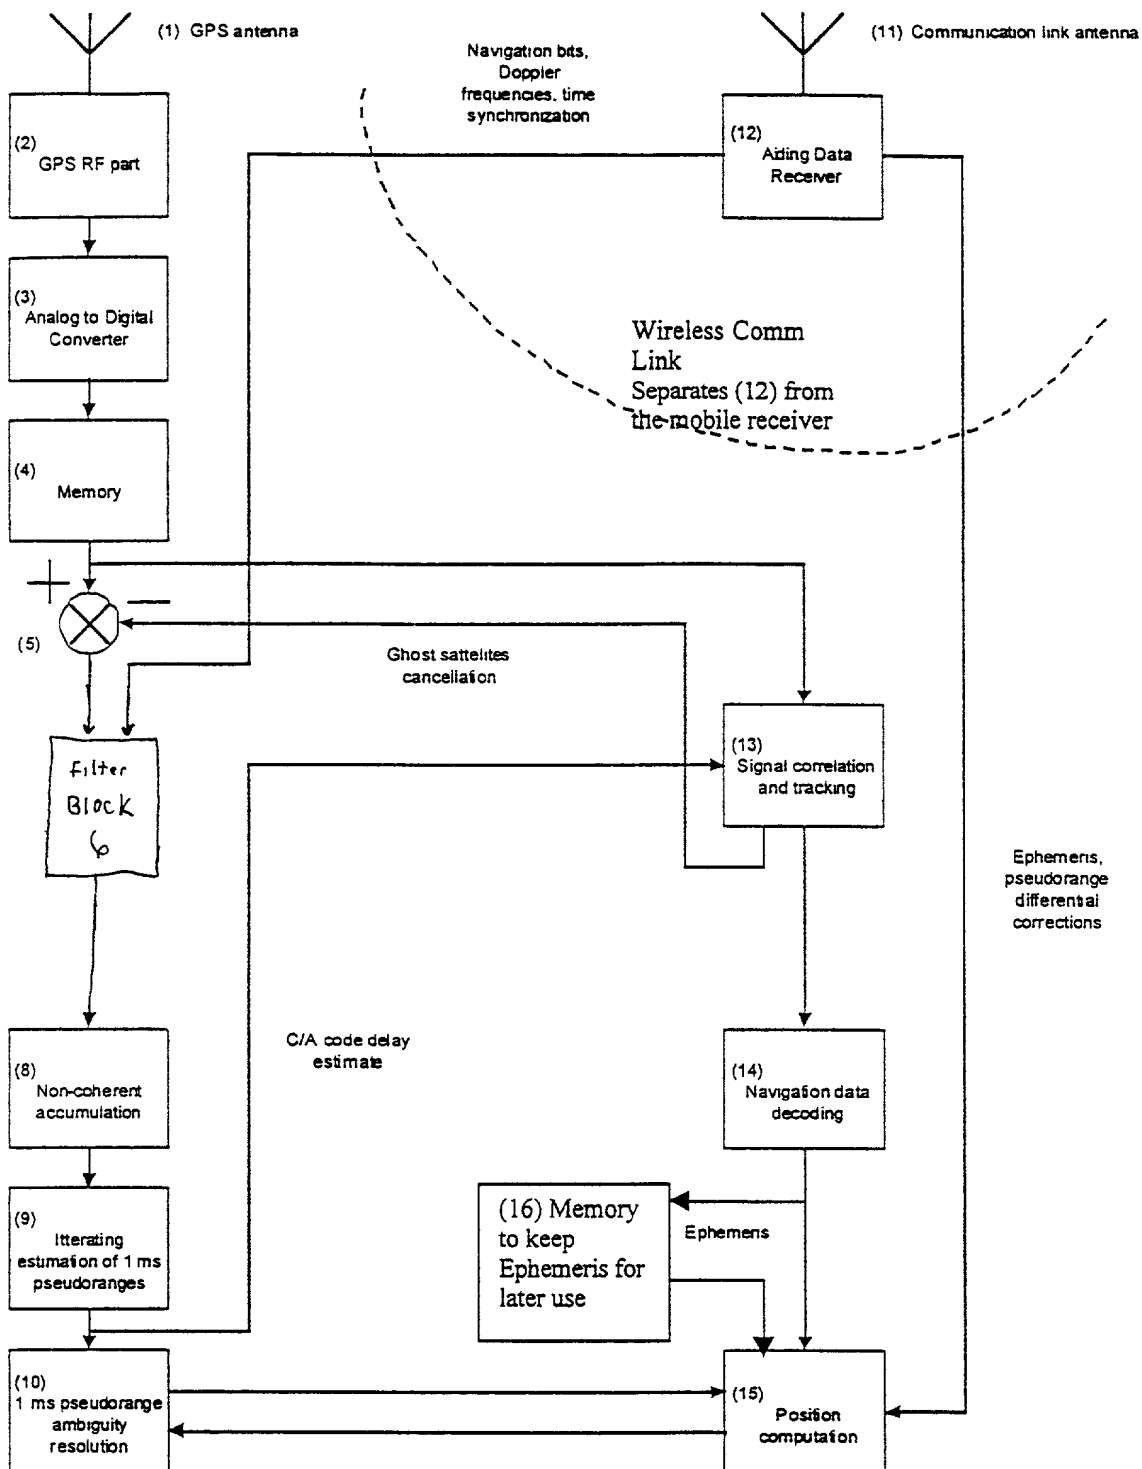 (1) GPS antenna
(11) Communication link antenna
Navigation bits,
Doppler
frequencies, time
synchronization
(2)
GPS RF part
(12)
Aiding Data
Receiver
(3)
Analog to Digital
Converter
Wireless Comm
Link
Separates (12) from
the mobile receiver
(4)
Memory
+
−
(5)
Ghost sattelites
cancellation
Filter
Block
6
(13)
Signal correlation
and tracking
Ephemeris,
pseudorange
differential
corrections
C/A code delay
estimate
(8)
Non-coherent
accumulation
(14)
Navigation data
decoding
(9)
Itterating
estimation of 1 ms
pseudoranges
(16) Memory
to keep
Ephemeris for
later use
Ephemeris
(10)
1 ms pseudorange
ambiguity
resolution
(15)
Position
computation